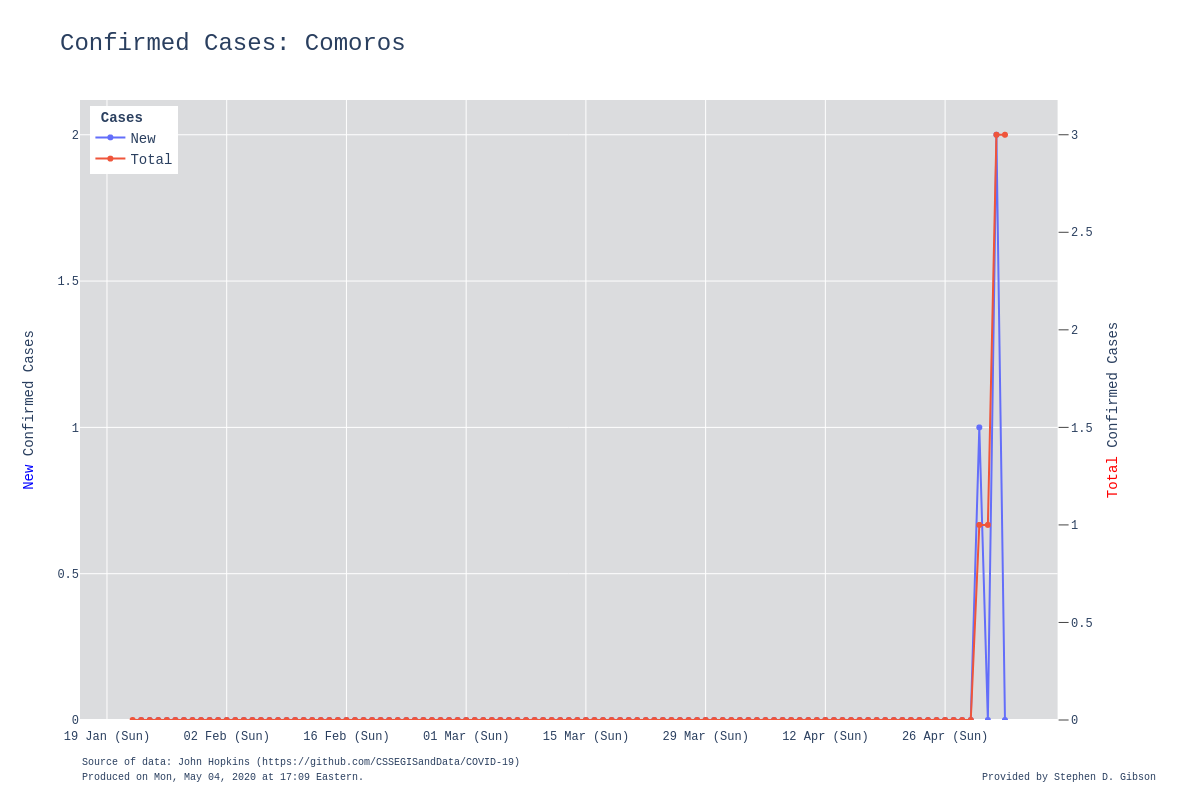 Confirmed Cases: Comoros
Cases
New
Total
2
1.5
1
0.5
0
New Confirmed Cases
3
2.5
2
1.5
1
0.5
0
Total Confirmed Cases
19 Jan (Sun) 02 Feb (Sun) 16 Feb (Sun) 01 Mar (Sun) 15 Mar (Sun) 29 Mar (Sun) 12 Apr (Sun) 26 Apr (Sun)
Source of data: John Hopkins (https://github.com/CSSEGISandData/COVID-19)
Produced on Mon, May 04, 2020 at 17:09 Eastern.
Provided by Stephen D. Gibson